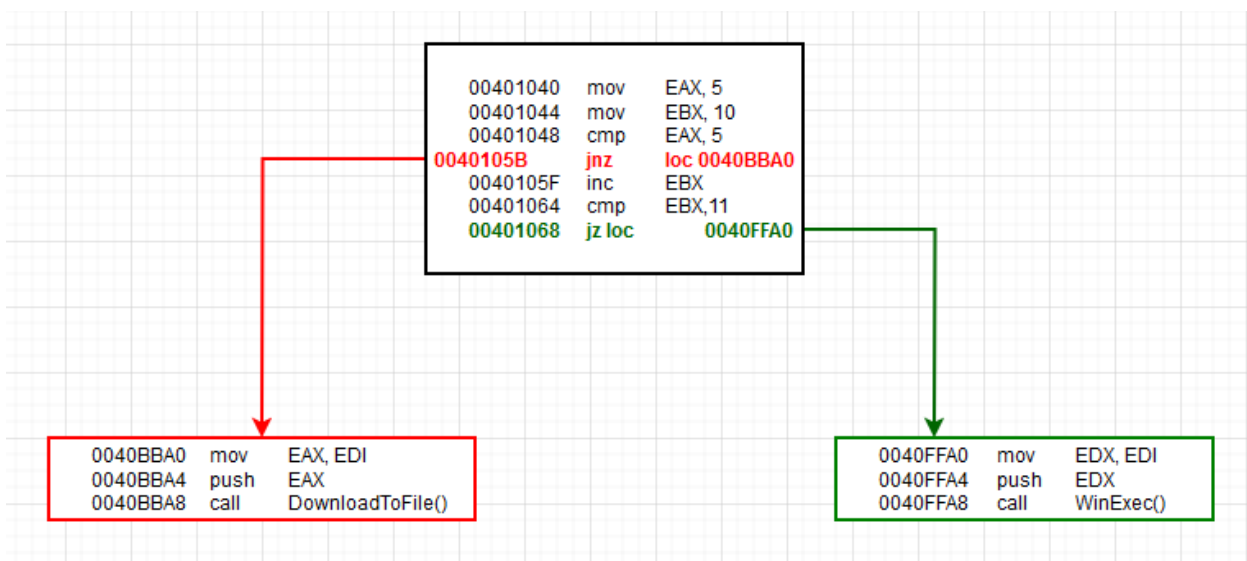 00401040 mov EAX, 5
00401044 mov EBX, 10
00401048 cmp EAX, 5
0040105B jnz loc 0040BBA0
0040105F inc EBX
00401064 cmp EBX,11
00401068 jz loc 0040FFA0
0040BBA0 mov EAX, EDI
0040BBA4 push EAX
0040BBA8 call DownloadToFile()
0040FFA0 mov EDX, EDI
0040FFA4 push EDX
0040FFA8 call WinExec()